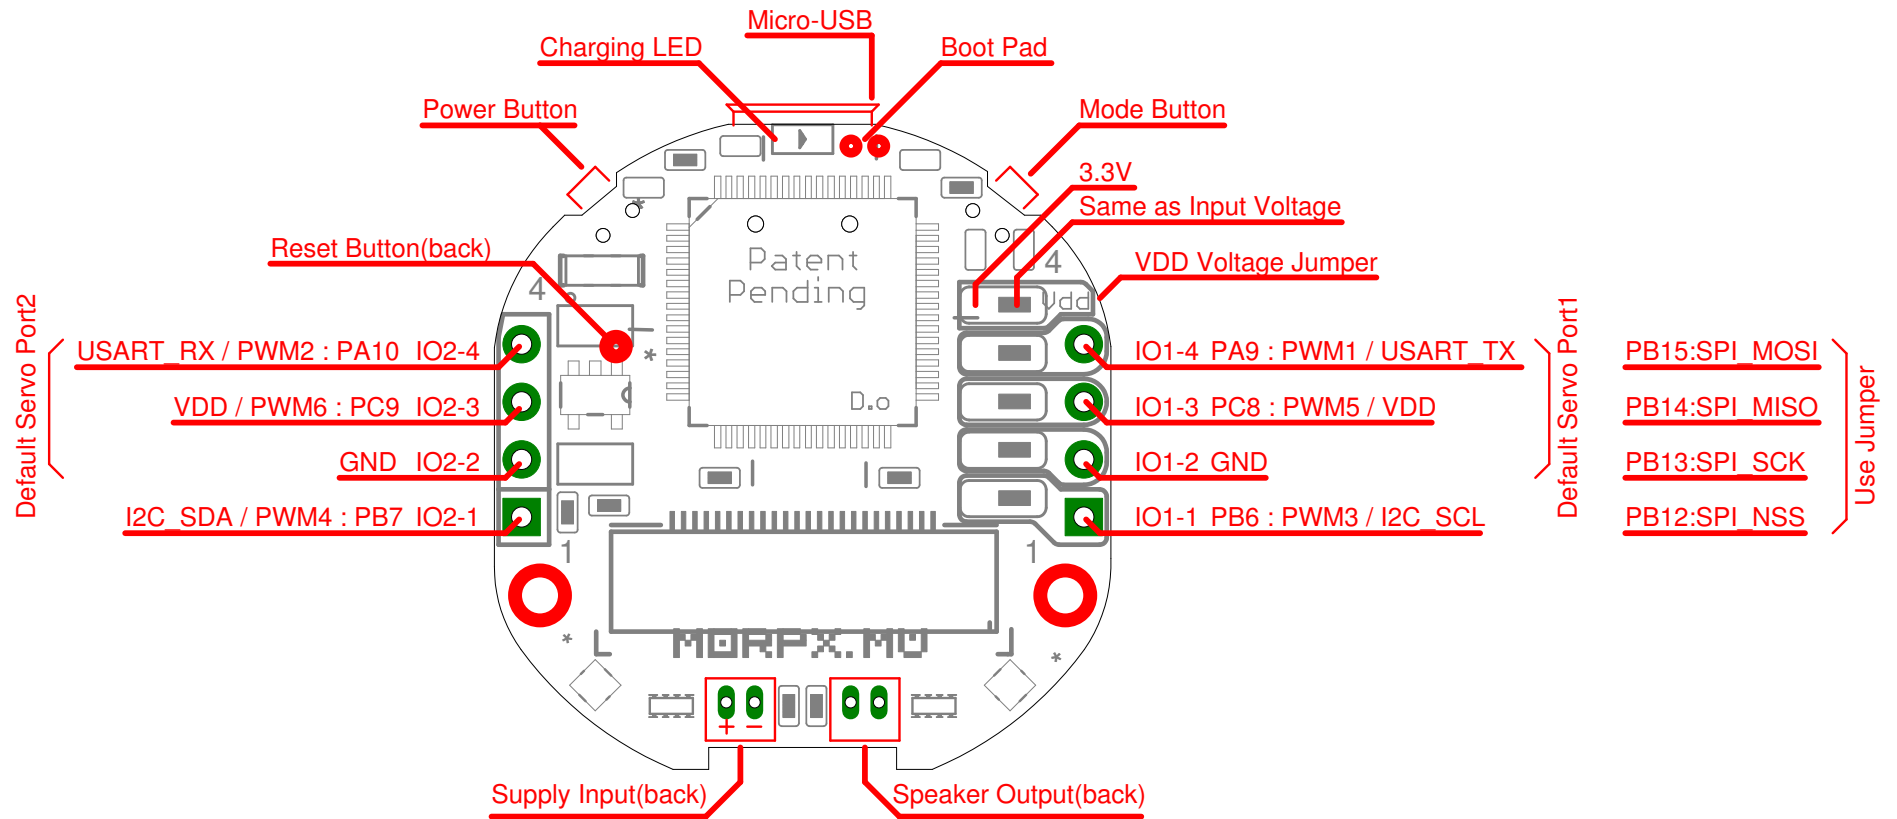 Micro-USB
Charging LED
Boot Pad
Power Button
Mode Button
3.3V
Same as Input Voltage
Reset Button(back)
VDD Voltage Jumper
Patent
Pending
4
4
Vdd
Default Servo Port2
USART_RX / PWM2 : PA10 IO2-4
VDD / PWM6 : PC9 IO2-3
GND IO2-2
I2C_SDA / PWM4 : PB7 IO2-1
D.o
IO1-4 PA9 : PWM1 / USART_TX
IO1-3 PC8 : PWM5 / VDD
IO1-2 GND
IO1-1 PB6 : PWM3 / I2C_SCL
Default Servo Port1
PB15:SPI_MOSI
PB14:SPI_MISO
PB13:SPI_SCK
PB12:SPI_NSS
Use Jumper
1
1
MORPX.MU
+ −
Supply Input(back)
Speaker Output(back)